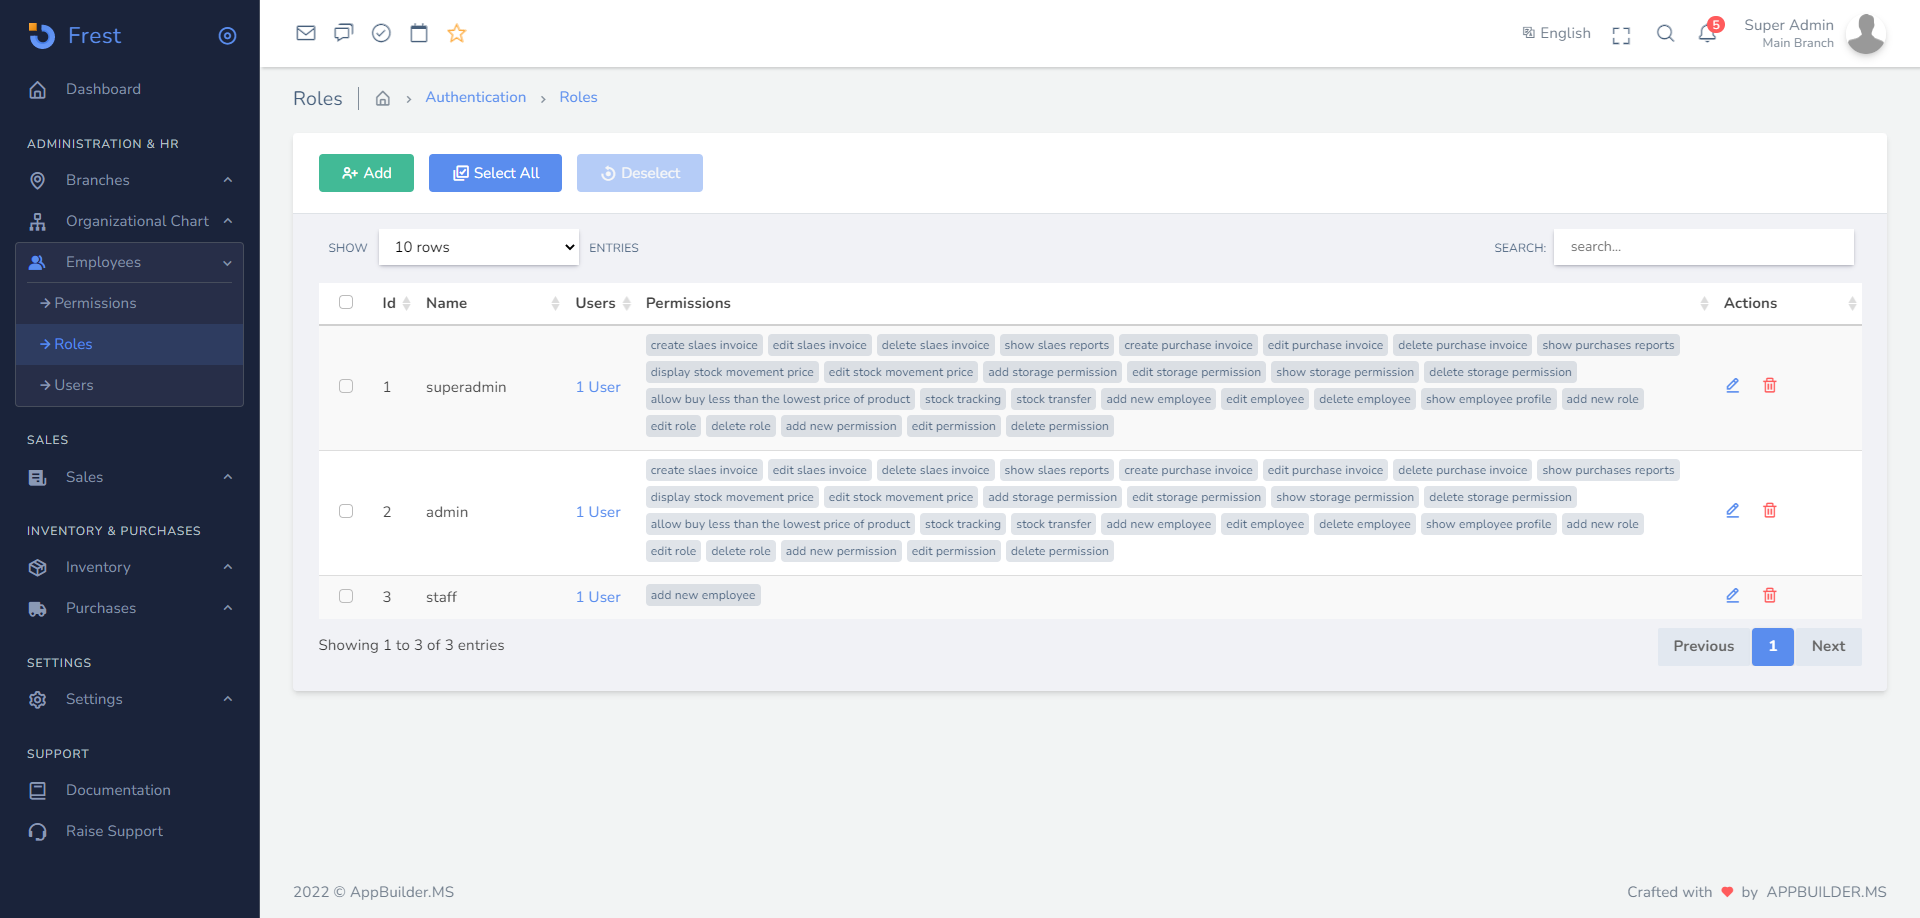 Frest
Dashboard
ADMINISTRATION & HR
Branches
Organizational Chart
Employees
Permissions
Roles
Users
SALES
Sales
INVENTORY & PURCHASES
Inventory
Purchases
SETTINGS
Settings
SUPPORT
Documentation
Raise Support
English
5
Super Admin
Main Branch
Roles
Authentication
Roles
Add
Select All
Deselect
SHOW 10 rows ENTRIES
SEARCH: search...
Id Name Users Permissions Actions
1 superadmin 1 User
create slaes invoice edit slaes invoice delete slaes invoice show slaes reports create purchase invoice edit purchase invoice delete purchase invoice show purchases reports
display stock movement price edit stock movement price add storage permission edit storage permission show storage permission delete storage permission
allow buy less than the lowest price of product stock tracking stock transfer add new employee edit employee delete employee show employee profile add new role
edit role delete role add new permission edit permission delete permission
2 admin 1 User
create slaes invoice edit slaes invoice delete slaes invoice show slaes reports create purchase invoice edit purchase invoice delete purchase invoice show purchases reports
display stock movement price edit stock movement price add storage permission edit storage permission show storage permission delete storage permission
allow buy less than the lowest price of product stock tracking stock transfer add new employee edit employee delete employee show employee profile add new role
edit role delete role add new permission edit permission delete permission
3 staff 1 User add new employee
Showing 1 to 3 of 3 entries
Previous 1 Next
2022 © AppBuilder.MS
Crafted with ❤ by APPBUILDER.MS